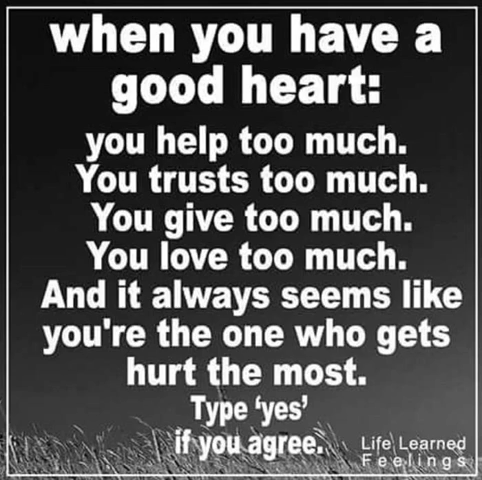 when you have a
good heart:
you help too much.
You trusts too much.
You give too much.
You love too much.
And it always seems like
you're the one who gets
hurt the most.
Type ‘yes’
if you agree.
Life Learned
Feelings